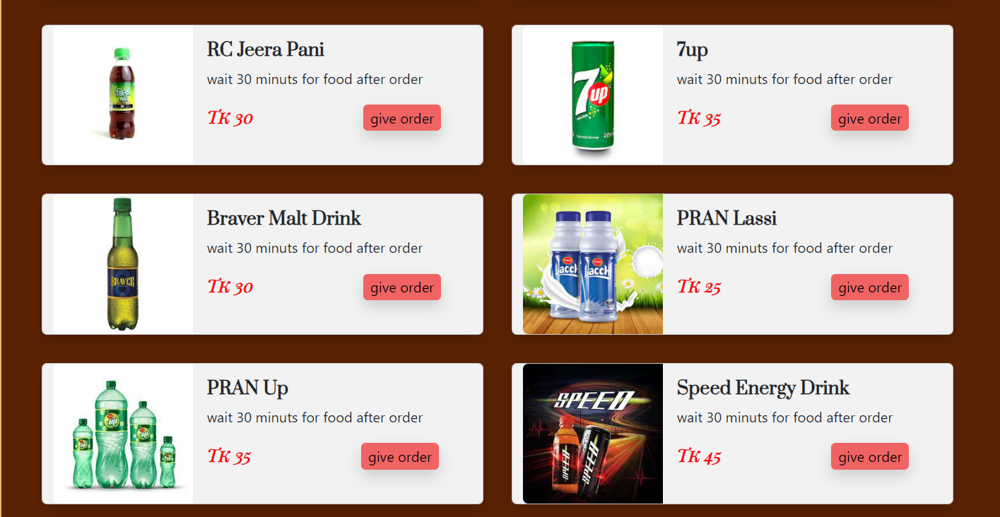 RC Jeera Pani
wait 30 minuts for food after order
TK 30
give order
7up
wait 30 minuts for food after order
TK 35
give order
7up
Braver Malt Drink
wait 30 minuts for food after order
TK 30
give order
BRAVER
PRAN Lassi
wait 30 minuts for food after order
TK 25
give order
PRAN
Lacchi
PRAN Up
wait 30 minuts for food after order
TK 35
give order
up
Speed Energy Drink
wait 30 minuts for food after order
TK 45
give order
SPEED
SPEED
SPEED